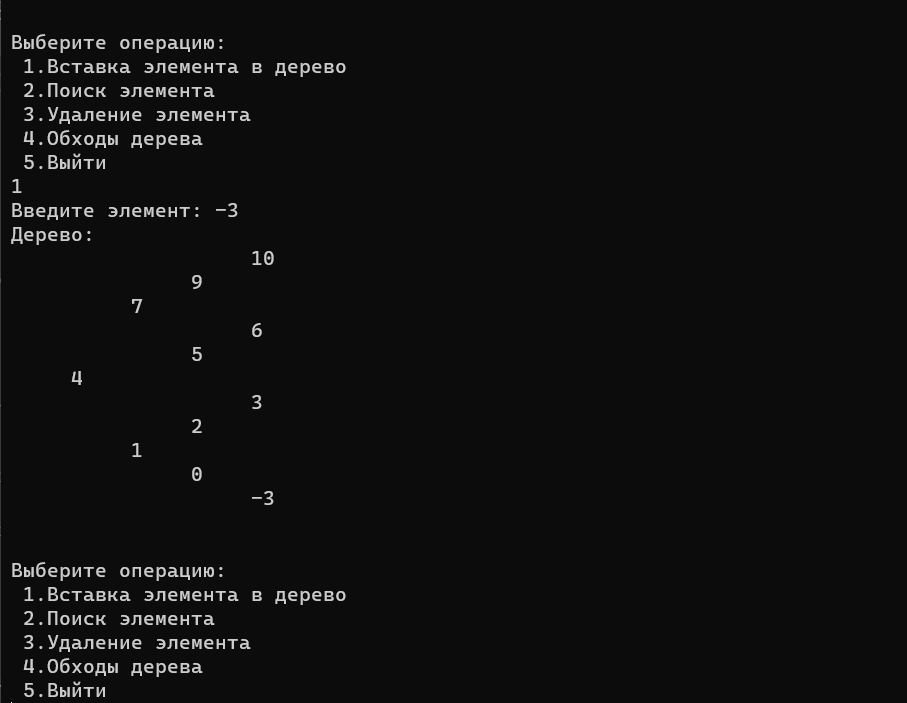 Выберите операцию:
1.Вставка элемента в дерево
2.Поиск элемента
3.Удаление элемента
4.Обходы дерева
5.Выйти
1
Введите элемент: -3
Дерево:
10
9
7
6
5
4
3
2
1
0
-3
Выберите операцию:
1.Вставка элемента в дерево
2.Поиск элемента
3.Удаление элемента
4.Обходы дерева
5.Выйти